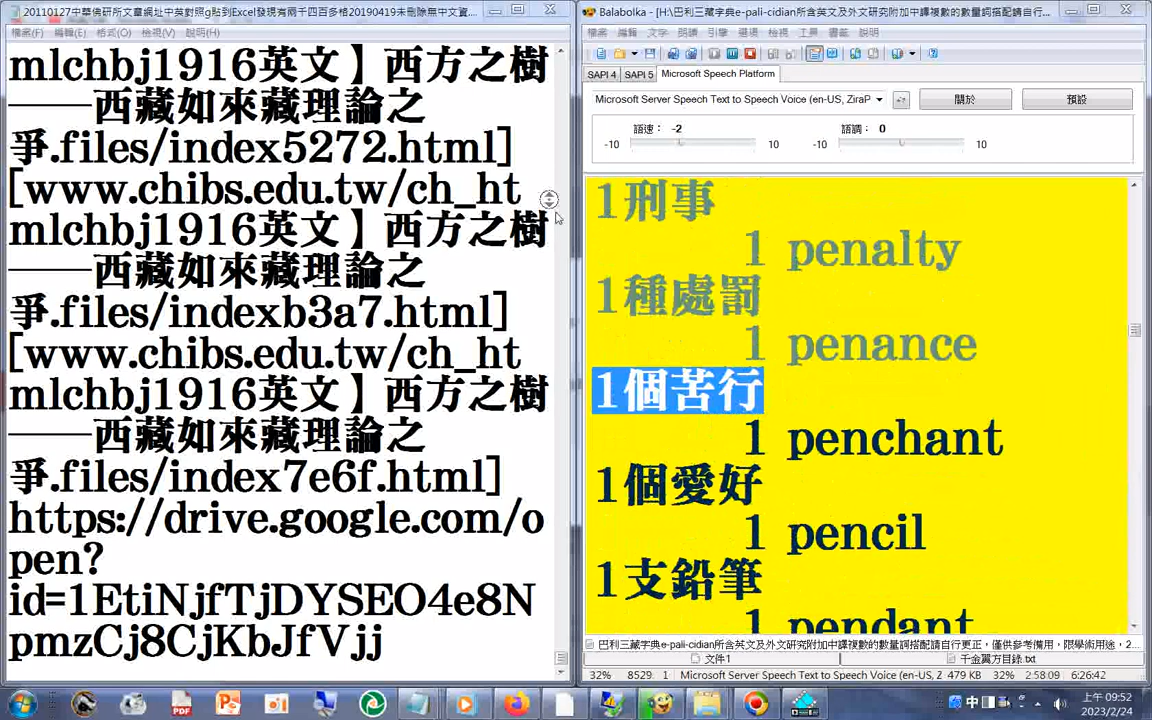 20110127中華佛研所文章網址中英對照g點到Excel發現有兩千四百多格20190419未刪除無中文資...
檔案(F) 編輯(E) 格式(O) 檢視(V) 說明(H)
mlchbj1916英文】西方之樹
——西藏如來藏理論之
爭.files/index5272.html]
[www.chibs.edu.tw/ch_ht
mlchbj1916英文】西方之樹
——西藏如來藏理論之
爭.files/indexb3a7.html]
[www.chibs.edu.tw/ch_ht
mlchbj1916英文】西方之樹
——西藏如來藏理論之
爭.files/index7e6f.html]
https://drive.google.com/o
pen?
id=1EtiNjfTjDYSEO4e8N
pmzCj8CjKbJfVjj
Balabolka - [H:\巴利三藏字典e-pali-cidian所含英文及外文研究附加中譯複數的數量詞搭配請自行...
檔案 編輯 文字 朗讀 引擎 選項 檢視 工具 書籤 說明
SAPI 4 SAPI 5 Microsoft Speech Platform
Microsoft Server Speech Text to Speech Voice (en-US, ZiraP
關於 預設
語速： -2 語調： 0
-10 10 -10 10
1刑事
1 penalty
1種處罰
1 penance
1個苦行
1 penchant
1個愛好
1 pencil
1支鉛筆
1 pendant
巴利三藏字典e-pali-cidian所含英文及外文研究附加中譯複數的數量詞搭配請自行更正，僅供參考備用，限學術用途，2...
文件1 千金翼方目錄.txt
32% 8529: 1 Microsoft Server Speech Text to Speech Voice (en-US, Zi 479 KB 32% 2:58:09 6:26:42
PDF
中
上午 09:52
2023/2/24